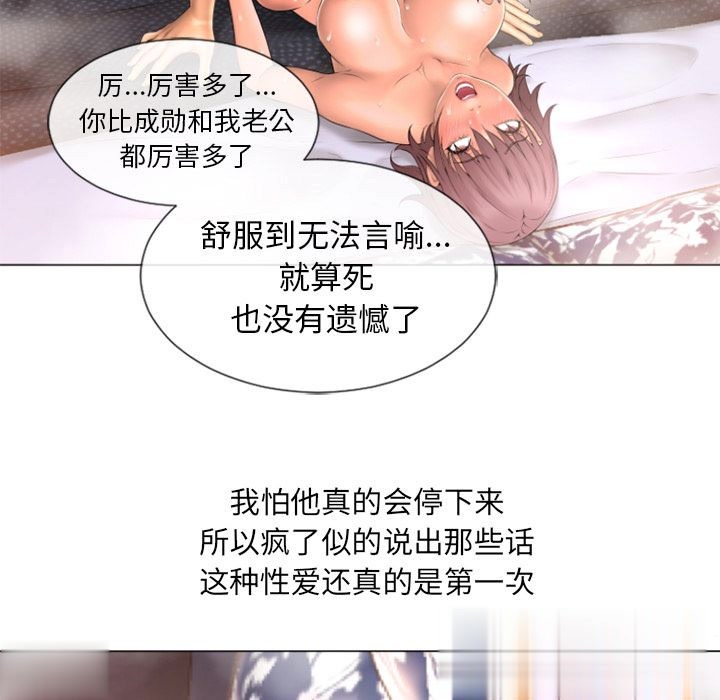 厉...厉害多了...
你比成勋和我老公
都厉害多了
舒服到无法言喻...
就算死
也没有遗憾了
我怕他真的会停下来
所以疯了似的说出那些话
这种性爱还真的是第一次